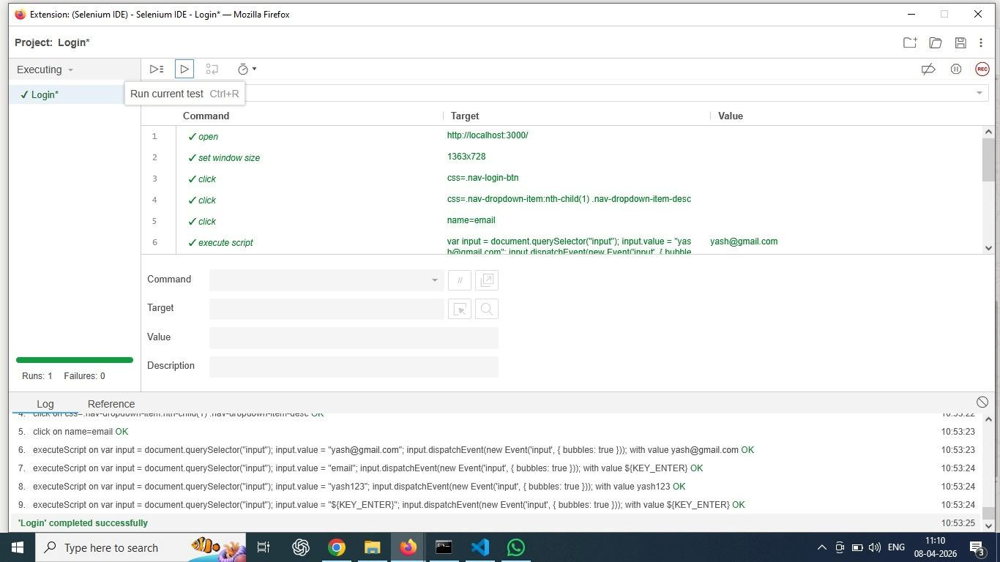 Extension: (Selenium IDE) - Selenium IDE - Login* — Mozilla Firefox
Project: Login*
Executing
✓ Login*
Run current test Ctrl+R
REC
Command Target Value
1 ✓ open http://localhost:3000/
2 ✓ set window size 1363x728
3 ✓ click css=.nav-login-btn
4 ✓ click css=.nav-dropdown-item:nth-child(1) .nav-dropdown-item-desc
5 ✓ click name=email
6 ✓ execute script var input = document.querySelector("input"); input.value = "yas yash@gmail.com
h@gmail.com"; input.dispatchEvent(new Event('input', { bubble
Command //
Target
Value
Description
Runs: 1 Failures: 0
Log Reference
4. click on css=.nav-dropdown-item:nth-child(1) .nav-dropdown-item-desc OK 10:53:22
5. click on name=email OK 10:53:23
6. executeScript on var input = document.querySelector("input"); input.value = "yash@gmail.com"; input.dispatchEvent(new Event('input', { bubbles: true })); with value yash@gmail.com OK 10:53:23
7. executeScript on var input = document.querySelector("input"); input.value = "email"; input.dispatchEvent(new Event('input', { bubbles: true })); with value ${KEY_ENTER} OK 10:53:24
8. executeScript on var input = document.querySelector("input"); input.value = "yash123"; input.dispatchEvent(new Event('input', { bubbles: true })); with value yash123 OK 10:53:24
9. executeScript on var input = document.querySelector("input"); input.value = "${KEY_ENTER}"; input.dispatchEvent(new Event('input', { bubbles: true })); with value ${KEY_ENTER} OK 10:53:24
'Login' completed successfully 10:53:25
Type here to search
ENG
11:10
08-04-2026
3